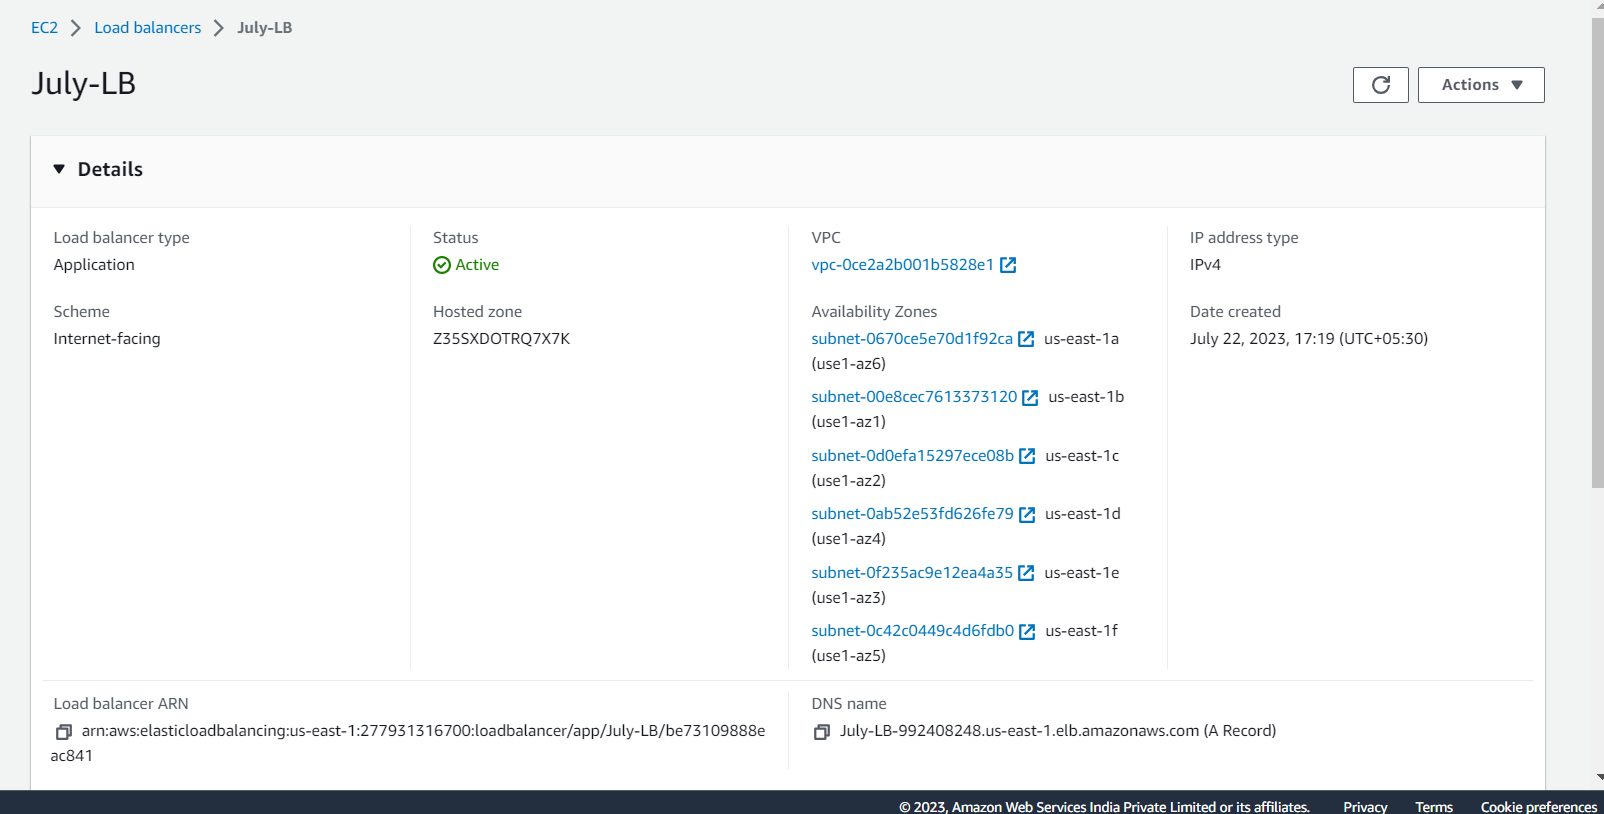 EC2 > Load balancers > July-LB
July-LB
Actions ▼
▼ Details
Load balancer type
Application
Scheme
Internet-facing
Status
Active
Hosted zone
Z35SXDOTRQ7X7K
VPC
vpc-0ce2a2b001b5828e1
Availability Zones
subnet-0670ce5e70d1f92ca us-east-1a
(use1-az6)
subnet-00e8cec7613373120 us-east-1b
(use1-az1)
subnet-0d0efa15297ece08b us-east-1c
(use1-az2)
subnet-0ab52e53fd626fe79 us-east-1d
(use1-az4)
subnet-0f235ac9e12ea4a35 us-east-1e
(use1-az3)
subnet-0c42c0449c4d6fdb0 us-east-1f
(use1-az5)
IP address type
IPv4
Date created
July 22, 2023, 17:19 (UTC+05:30)
Load balancer ARN
arn:aws:elasticloadbalancing:us-east-1:277931316700:loadbalancer/app/July-LB/be73109888e
ac841
DNS name
July-LB-992408248.us-east-1.elb.amazonaws.com (A Record)
© 2023, Amazon Web Services India Private Limited or its affiliates. Privacy Terms Cookie preferences